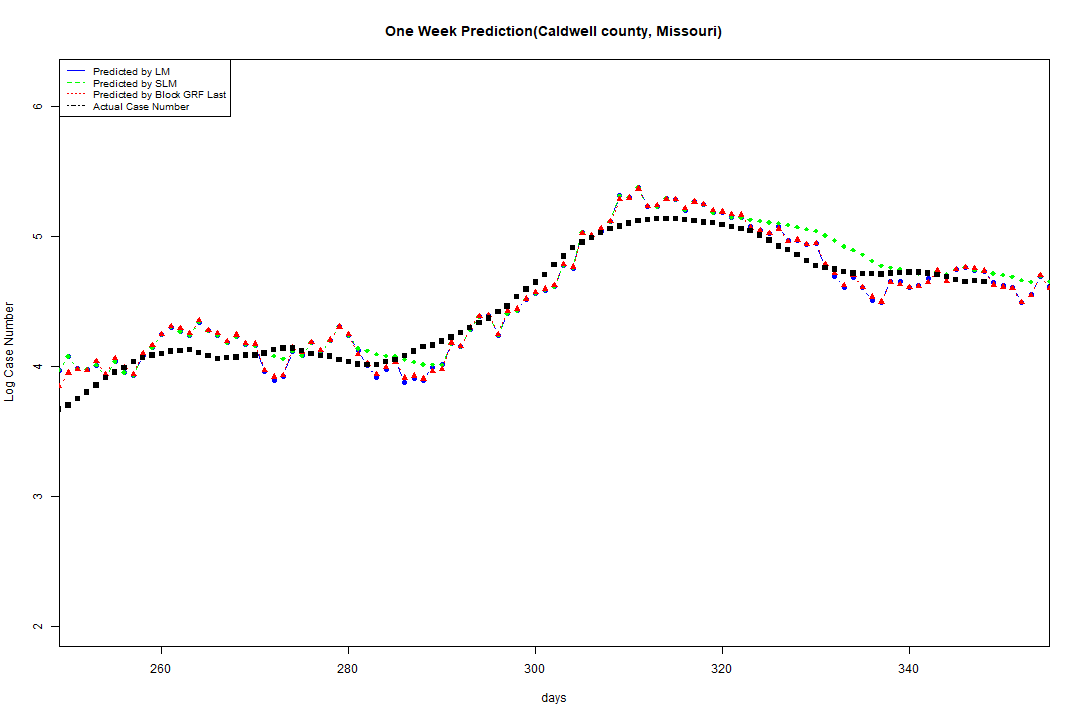 One Week Prediction(Caldwell county, Missouri)
Predicted by LM
Predicted by SLM
Predicted by Block GRF Last
Actual Case Number
6
5
4
3
2
Log Case Number
260 280 300 320 340
days